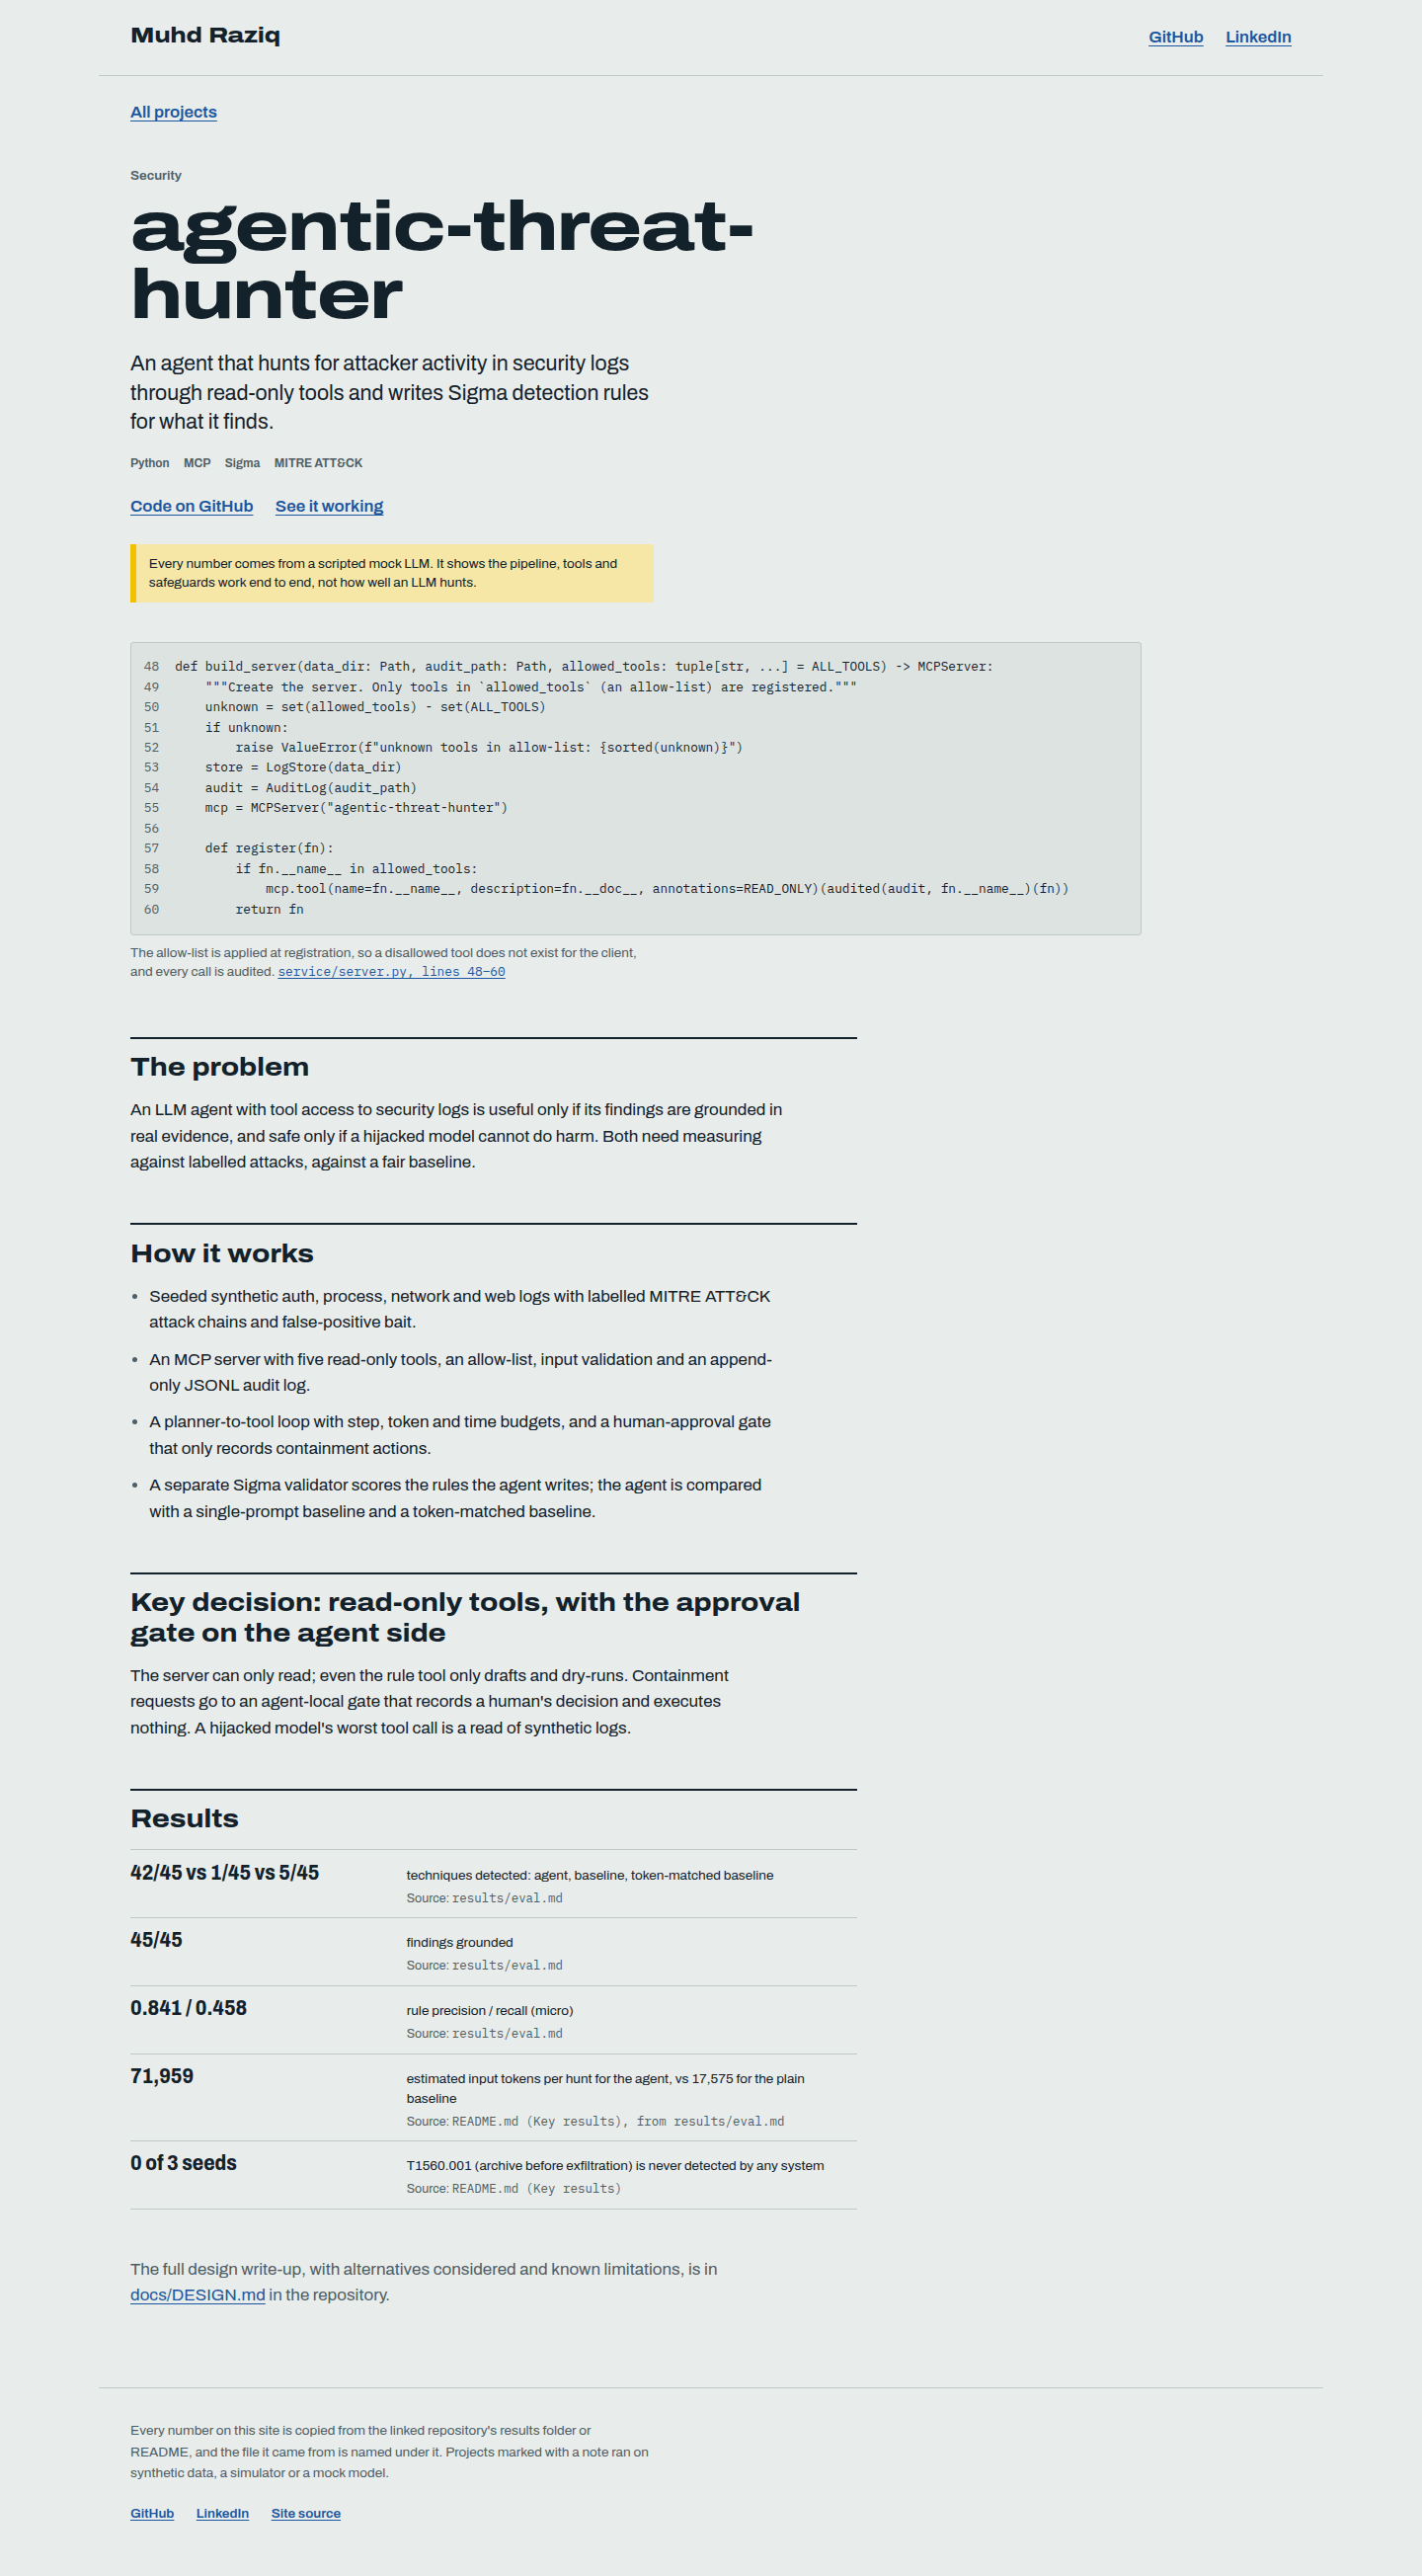 Muhd Raziq
GitHub LinkedIn
All projects
Security
agentic-threat-
hunter
An agent that hunts for attacker activity in security logs
through read-only tools and writes Sigma detection rules
for what it finds.
Python MCP Sigma MITRE ATT&CK
Code on GitHub See it working
Every number comes from a scripted mock LLM. It shows the pipeline, tools and
safeguards work end to end, not how well an LLM hunts.
48 def build_server(data_dir: Path, audit_path: Path, allowed_tools: tuple[str, ...] = ALL_TOOLS) -> MCPServer:
49     """Create the server. Only tools in `allowed_tools` (an allow-list) are registered."""
50     unknown = set(allowed_tools) - set(ALL_TOOLS)
51     if unknown:
52         raise ValueError(f"unknown tools in allow-list: {sorted(unknown)}")
53     store = LogStore(data_dir)
54     audit = AuditLog(audit_path)
55     mcp = MCPServer("agentic-threat-hunter")
56
57     def register(fn):
58         if fn.__name__ in allowed_tools:
59             mcp.tool(name=fn.__name__, description=fn.__doc__, annotations=READ_ONLY)(audited(audit, fn.__name__)(fn))
60         return fn
The allow-list is applied at registration, so a disabled tool does not exist for the client,
and every call is audited. service/server.py, lines 48–60
The problem
An LLM agent with tool access to security logs is useful only if its findings are grounded in
real evidence, and safe only if a hijacked model cannot do harm. Both need measuring
against labelled attacks, against a fair baseline.
How it works
• Seeded synthetic auth, process, network and web logs with labelled MITRE ATT&CK
attack chains and false-positive bait.
• An MCP server with five read-only tools, an allow-list, input validation and an append-
only JSONL audit log.
• A planner-to-tool loop with step, token and time budgets, and a human-approval gate
that only records containment actions.
• A separate Sigma validator scores the rules the agent writes; the agent is compared
with a single-prompt baseline and a token-matched baseline.
Key decision: read-only tools, with the approval
gate on the agent side
The server can only read; even the rule tool only drafts and dry-runs. Containment
requests go to an agent-local gate that records a human's decision and executes
nothing. A hijacked model's worst tool call is a read of synthetic logs.
Results
42/45 vs 1/45 vs 5/45
techniques detected: agent, baseline, token-matched baseline
Source: results/eval.md
45/45
findings grounded
Source: results/eval.md
0.841 / 0.458
rule precision / recall (micro)
Source: results/eval.md
71,959
estimated input tokens per hunt for the agent, vs 17,575 for the plain
baseline
Source: README.md (Key results), from results/eval.md
0 of 3 seeds
T1560.001 (archive before exfiltration) is never detected by any system
Source: README.md (Key results)
The full design write-up, with alternatives considered and known limitations, is in
docs/DESIGN.md in the repository.
Every number on this site is copied from the linked repository's results folder or
README, and the file it came from is named under it. Projects marked with a note ran on
synthetic data, a simulator or a mock model.
GitHub LinkedIn Site source